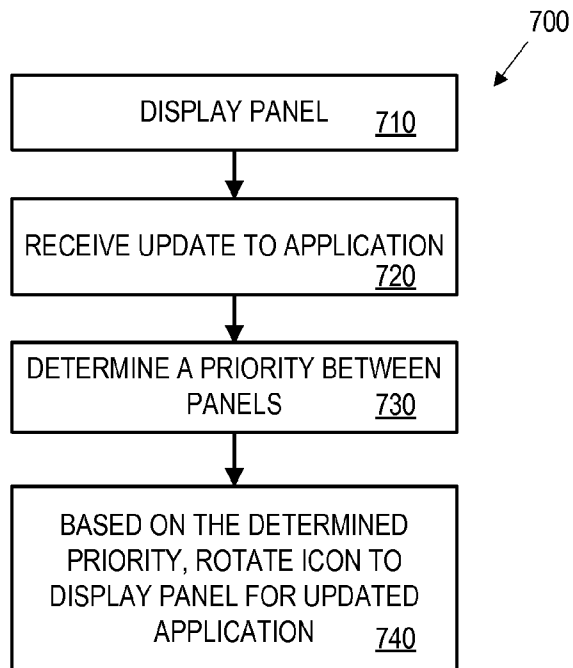 700
DISPLAY PANEL 710
RECEIVE UPDATE TO APPLICATION
720
DETERMINE A PRIORITY BETWEEN
PANELS 730
BASED ON THE DETERMINED
PRIORITY, ROTATE ICON TO
DISPLAY PANEL FOR UPDATED
APPLICATION 740